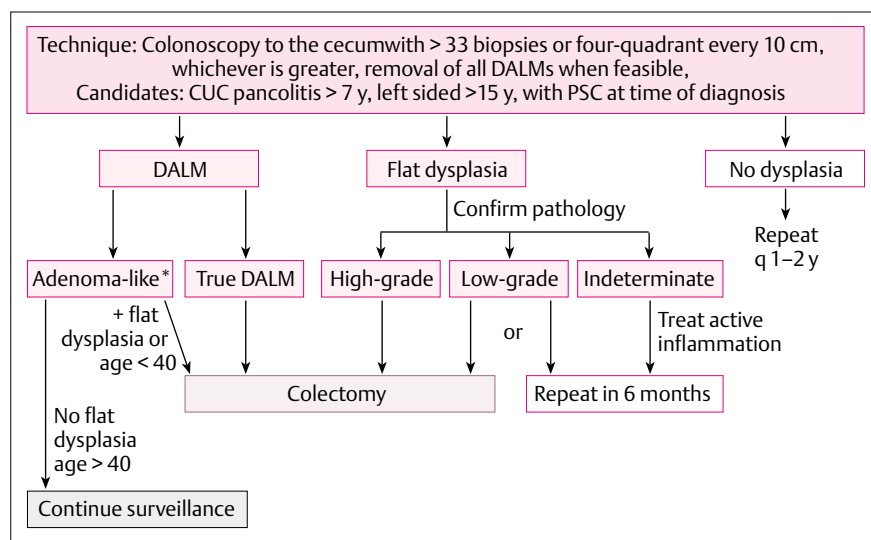 Technique: Colonoscopy to the cecumwith > 33 biopsies or four-quadrant every 10 cm,
whichever is greater, removal of all DALMs when feasible,
Candidates: CUC pancolitis > 7 y, left sided >15 y, with PSC at time of diagnosis
DALM
Flat dysplasia
No dysplasia
Confirm pathology
Repeat
q 1–2 y
Adenoma-like*
True DALM
High-grade
Low-grade
Indeterminate
+ flat
dysplasia or
age < 40
or
Treat active
inflammation
Colectomy
Repeat in 6 months
No flat
dysplasia
age > 40
Continue surveillance